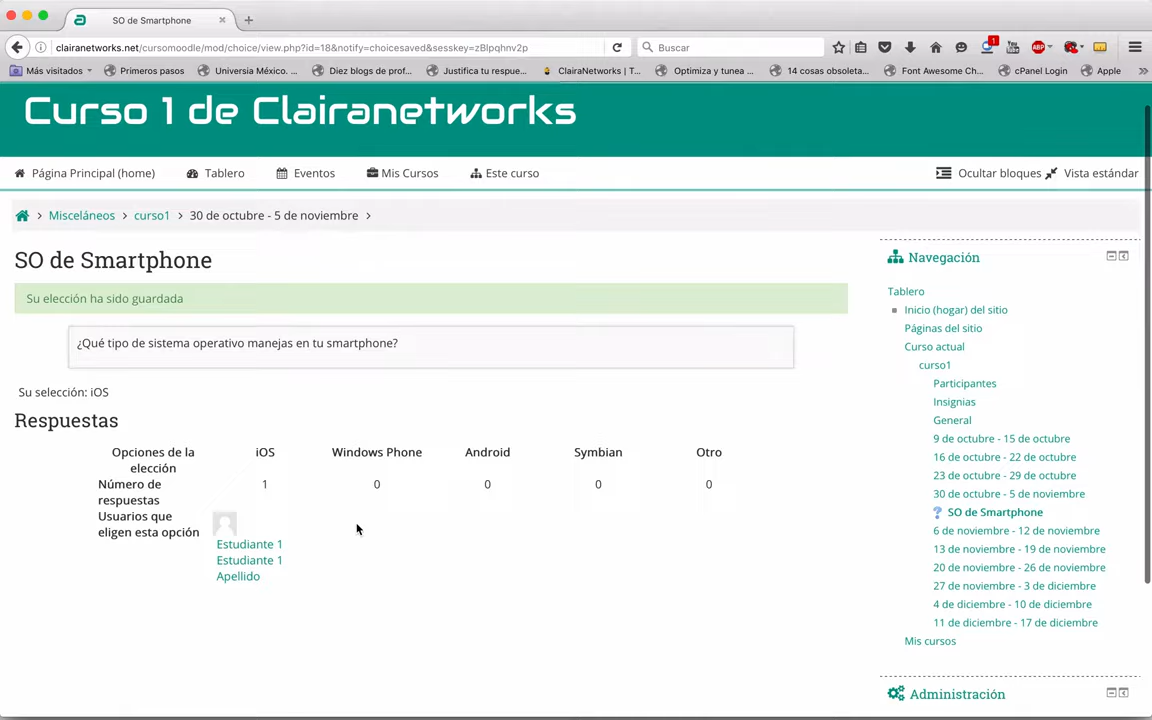 SO de Smartphone
clairanetworks.net/cursomoodle/mod/choice/view.php?id=18&notify=choicesaved&sesskey=zBlpqhnv2p
Buscar
1
ABP
Más visitados
Primeros pasos
Universia México. ...
Diez blogs de prof...
Justifica tu respue...
ClairaNetworks | T...
Optimiza y tunea ...
14 cosas obsoleta...
Font Awesome Ch...
cPanel Login
Apple
Curso 1 de Clairanetworks
Página Principal (home)
Tablero
Eventos
Mis Cursos
Este curso
Ocultar bloques
Vista estándar
Misceláneos
curso1
30 de octubre - 5 de noviembre
SO de Smartphone
Su elección ha sido guardada
¿Qué tipo de sistema operativo manejas en tu smartphone?
Su selección: iOS
Respuestas
Opciones de la
elección
iOS
Windows Phone
Android
Symbian
Otro
Número de
respuestas
1
0
0
0
0
Usuarios que
eligen esta opción
Estudiante 1
Estudiante 1
Apellido
Navegación
Tablero
Inicio (hogar) del sitio
Páginas del sitio
Curso actual
curso1
Participantes
Insignias
General
9 de octubre - 15 de octubre
16 de octubre - 22 de octubre
23 de octubre - 29 de octubre
30 de octubre - 5 de noviembre
SO de Smartphone
6 de noviembre - 12 de noviembre
13 de noviembre - 19 de noviembre
20 de noviembre - 26 de noviembre
27 de noviembre - 3 de diciembre
4 de diciembre - 10 de diciembre
11 de diciembre - 17 de diciembre
Mis cursos
Administración